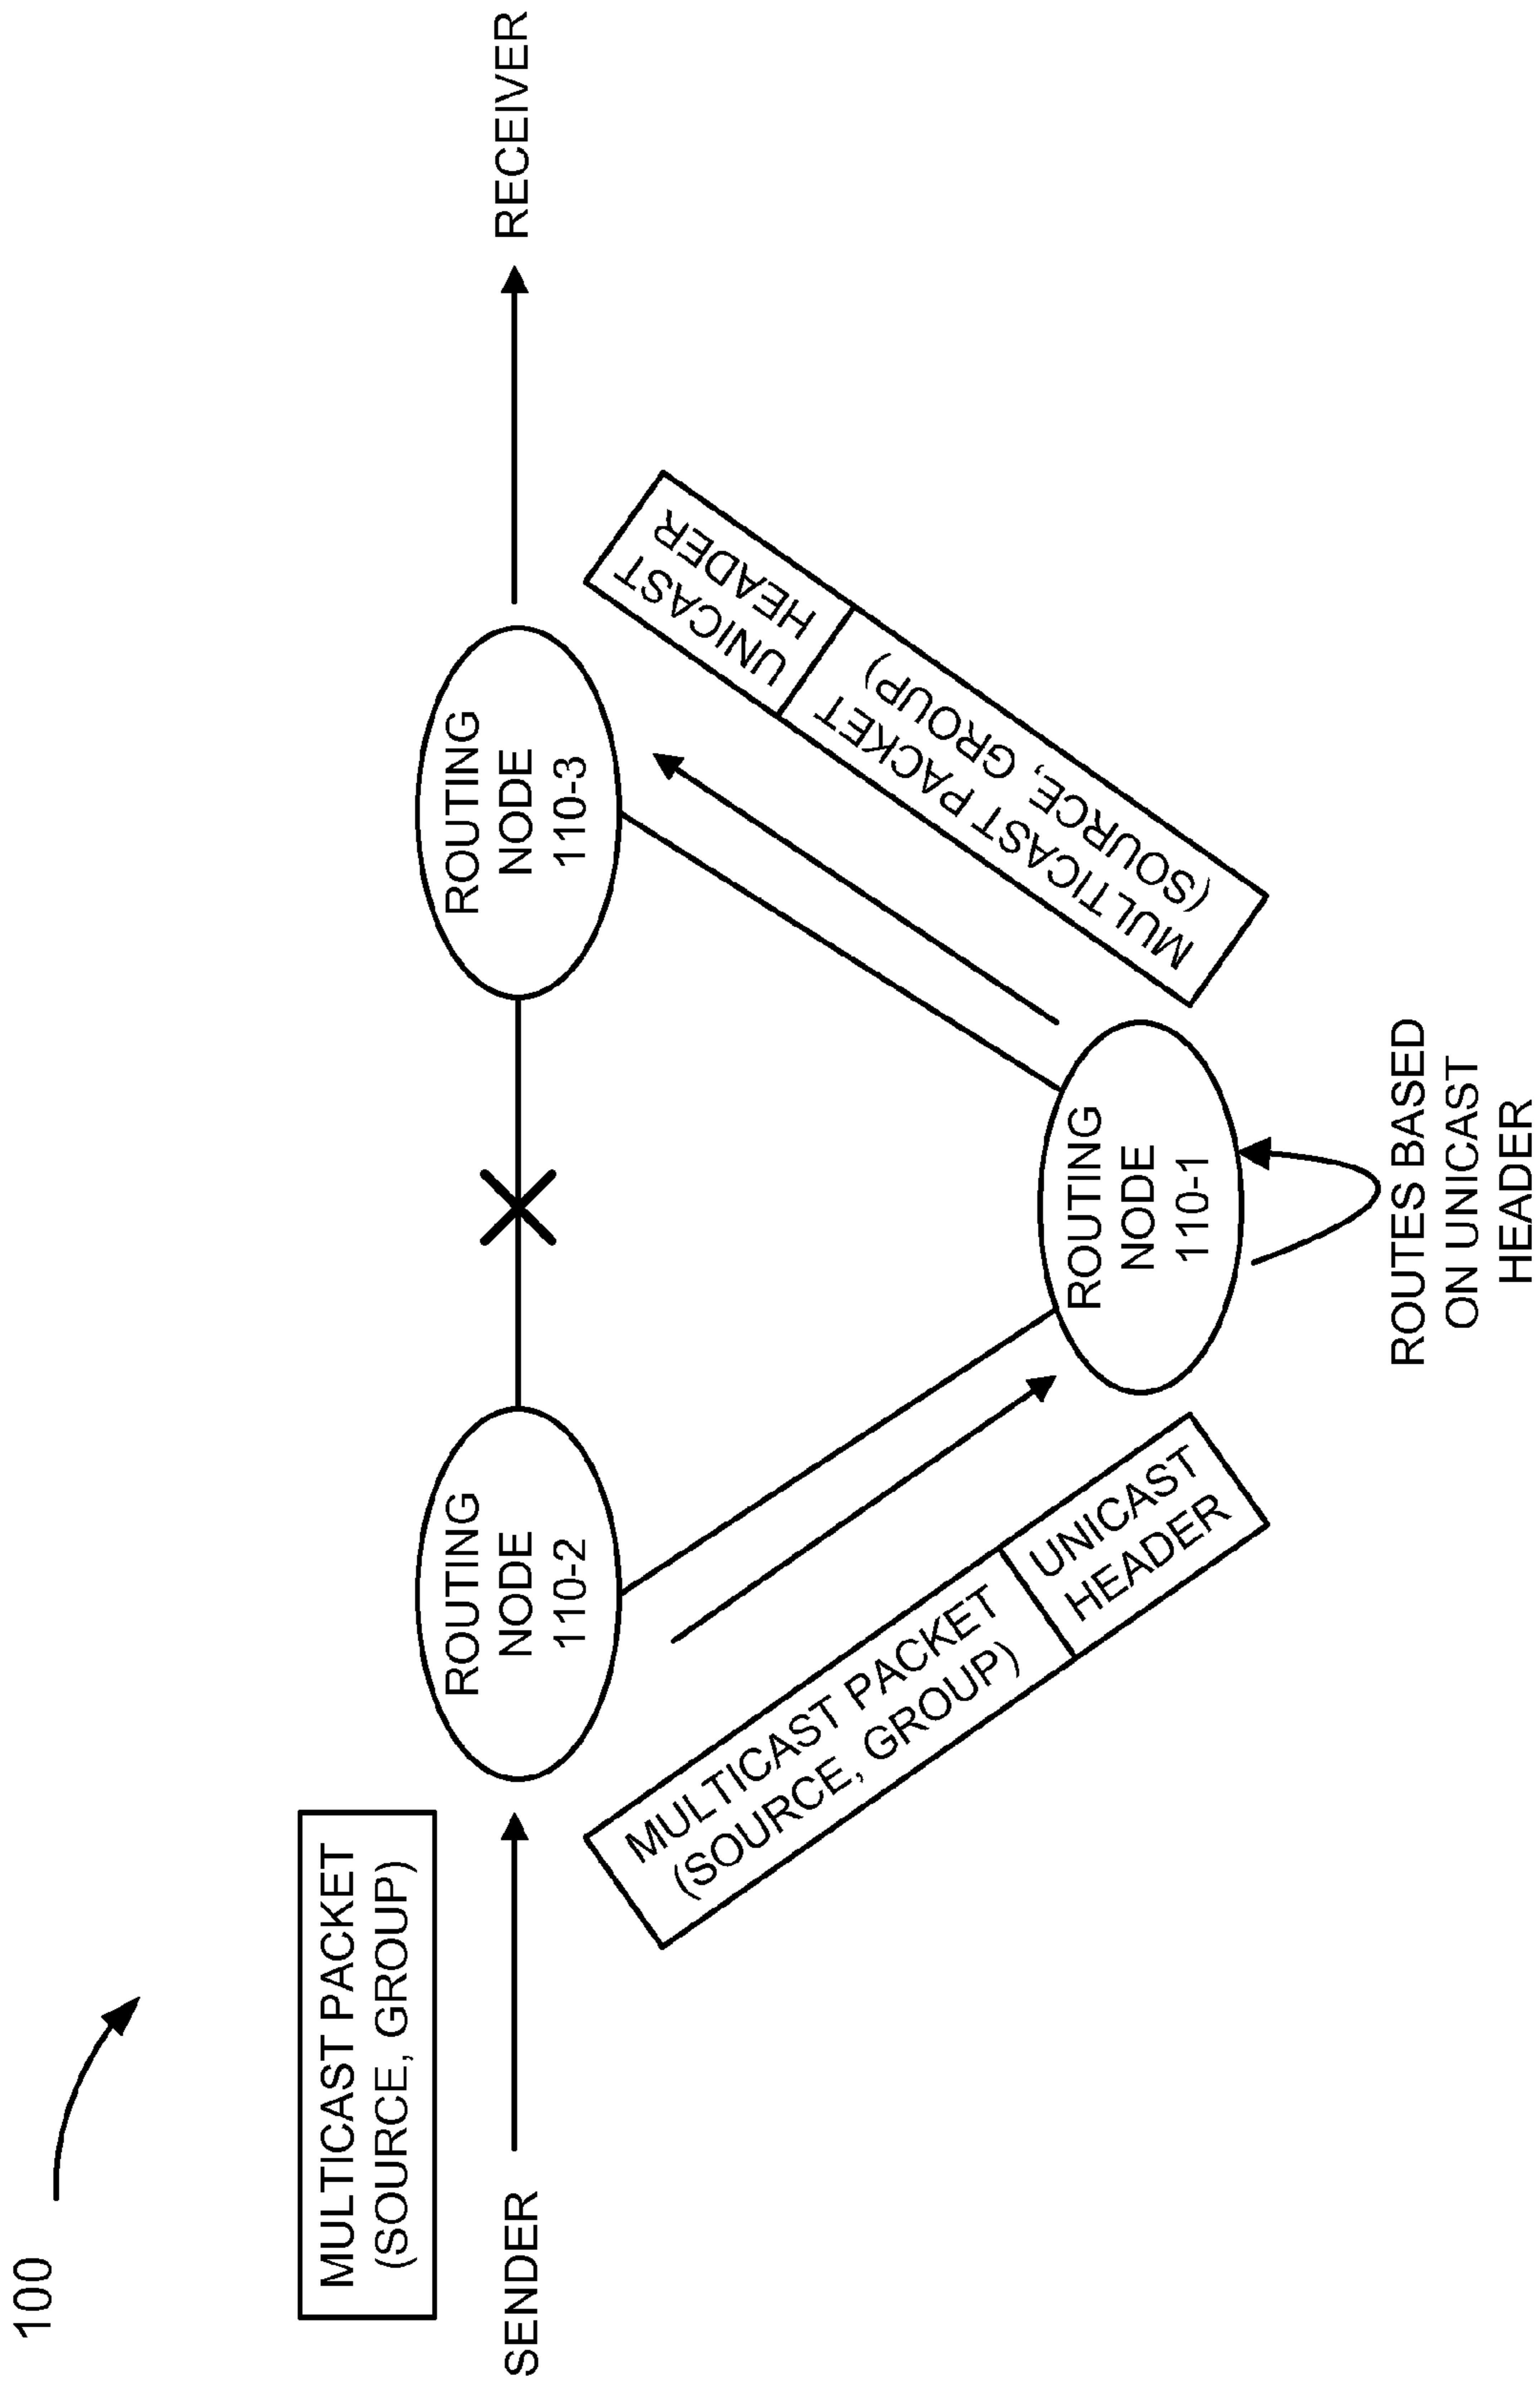 100
MULTICAST PACKET
(SOURCE, GROUP)
SENDER
ROUTING
NODE
110-2
ROUTING
NODE
110-3
RECEIVER
MULTICAST PACKET
(SOURCE, GROUP)
UNICAST
HEADER
ROUTING
NODE
110-1
UNICAST
HEADER
MULTICAST PACKET
(SOURCE, GROUP)
ROUTES BASED
ON UNICAST
HEADER